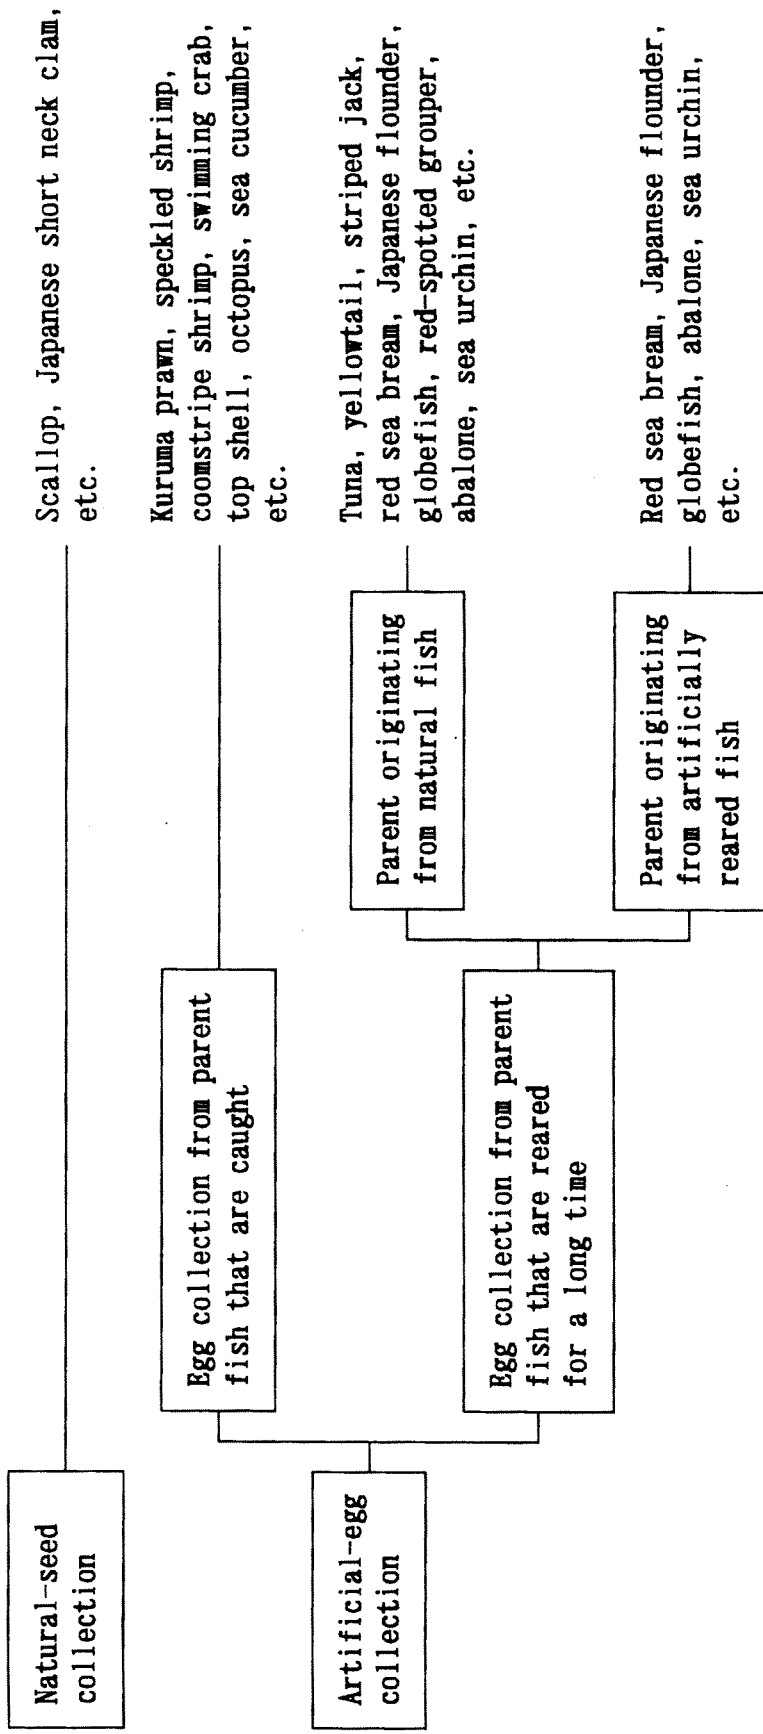 Natural-seed
collection
Scallop, Japanese short neck clam,
etc.
Artificial-egg
collection
Egg collection from parent
fish that are caught
Kuruma prawn, speckled shrimp,
coomstripe shrimp, swimming crab,
top shell, octopus, sea cucumber,
etc.
Egg collection from parent
fish that are reared
for a long time
Parent originating
from natural fish
Tuna, yellowtail, striped jack,
red sea bream, Japanese flounder,
globefish, red-spotted grouper,
abalone, sea urchin, etc.
Parent originating
from artificially
reared fish
Red sea bream, Japanese flounder,
globefish, abalone, sea urchin,
etc.